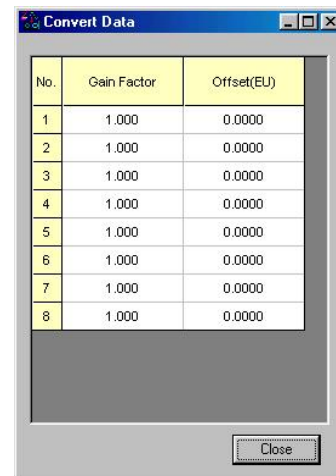 Convert Data
No. Gain Factor Offset(EU)
1 1.000 0.0000
2 1.000 0.0000
3 1.000 0.0000
4 1.000 0.0000
5 1.000 0.0000
6 1.000 0.0000
7 1.000 0.0000
8 1.000 0.0000
Close